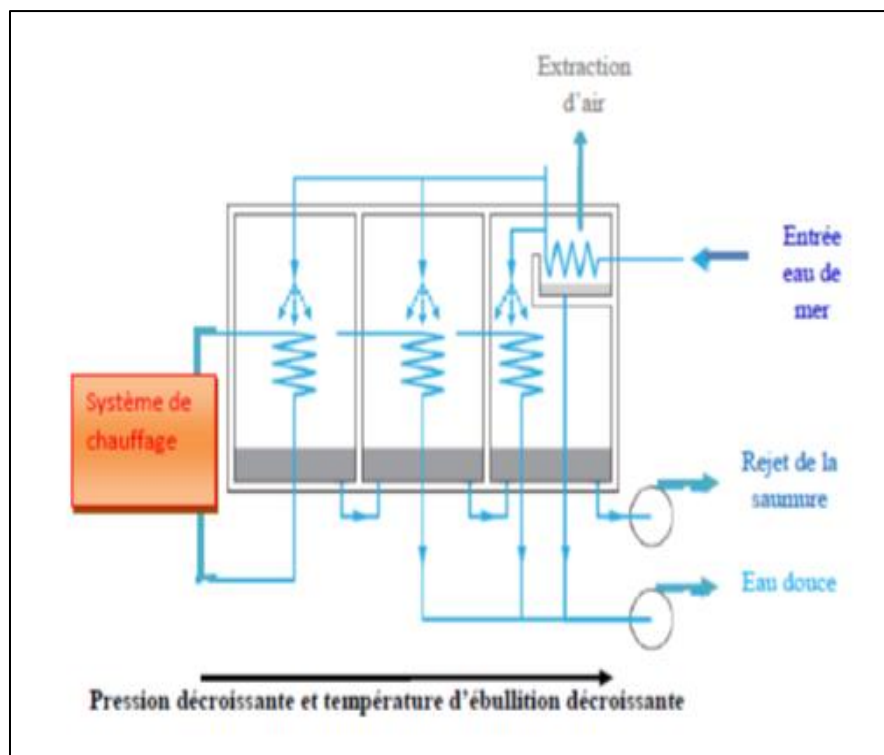 Extraction
d'air
Entrée
eau de
mer
Système de
chauffage
Rejet de la
saumure
Eau douce
Pression décroissante et température d'ébullition décroissante